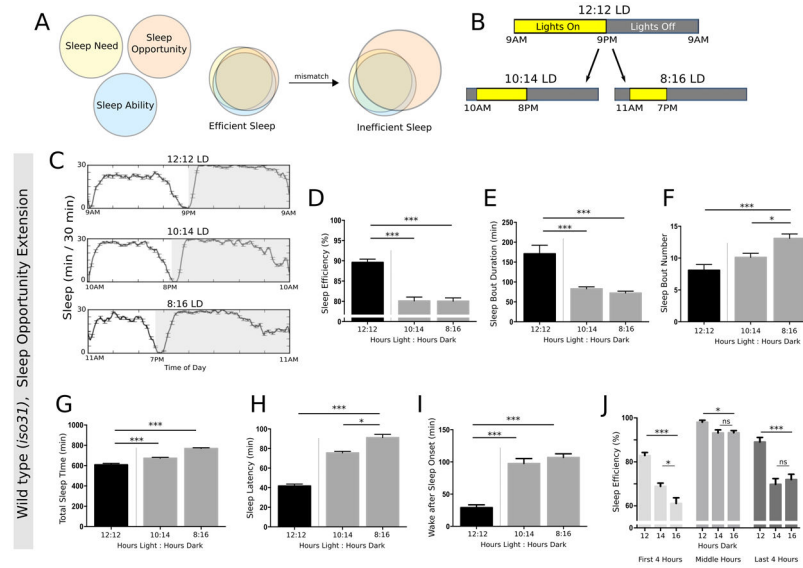 A
Sleep Need
Sleep
Opportunity
Sleep Ability
Efficient Sleep
mismatch
Inefficient Sleep
B
12:12 LD
Lights On
Lights Off
9AM
9PM
9AM
10:14 LD
8:16 LD
10AM
8PM
11AM
7PM
Wild type (iso31), Sleep Opportunity Extension
C
Sleep (min / 30 min)
12:12 LD
30
0
9AM
9PM
9AM
10:14 LD
30
0
10AM
8PM
10AM
8:16 LD
30
0
11AM
7PM
11AM
Time of Day
D
Sleep Efficiency (%)
100
95
90
85
80
0
***
***
12:12
10:14
8:16
Hours Light : Hours Dark
E
Sleep Bout Duration (min)
250
200
150
100
50
0
***
***
12:12
10:14
8:16
Hours Light : Hours Dark
F
Sleep Bout Number
15
10
5
0
***
*
12:12
10:14
8:16
Hours Light : Hours Dark
G
Total Sleep Time (min)
1000
800
600
400
200
0
***
***
12:12
10:14
8:16
Hours Light : Hours Dark
H
Sleep Latency (min)
100
80
60
40
20
0
***
*
12:12
10:14
8:16
Hours Light : Hours Dark
I
Wake after Sleep Onset (min)
150
100
50
0
***
***
12:12
10:14
8:16
Hours Light : Hours Dark
J
Sleep Efficiency (%)
100
80
60
0
***
*
*
ns
***
ns
12 14 16
12 14 16
12 14 16
Hours Dark
First 4 Hours
Middle Hours
Last 4 Hours